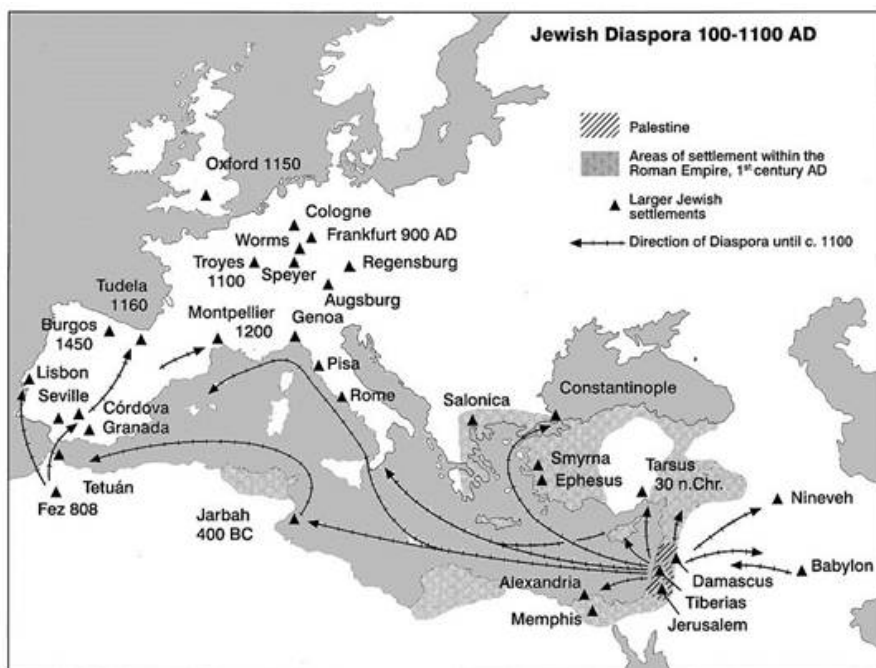 Jewish Diaspora 100-1100 AD
Palestine
Areas of settlement within the
Roman Empire, 1st century AD
Larger Jewish
settlements
Direction of Diaspora until c. 1100
Oxford 1150
Cologne
Frankfurt 900 AD
Worms
Troyes
1100
Speyer
Regensburg
Augsburg
Tudela
1160
Montpellier
1200
Genoa
Burgos
1450
Pisa
Lisbon
Rome
Seville
Córdova
Granada
Constantinople
Salonica
Smyrna
Ephesus
Tarsus
30 n.Chr.
Nineveh
Tetuán
Fez 808
Jarbah
400 BC
Babylon
Damascus
Alexandria
Tiberias
Memphis
Jerusalem